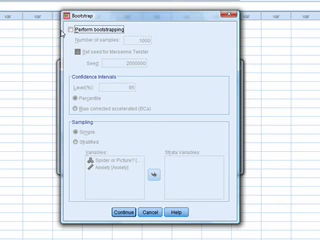 Bootstrap
Perform bootstrapping
Number of samples: 1000
Set seed for Mersenne Twister
Seed: 2000000
Confidence Intervals
Level(%): 95
Percentile
Bias corrected accelerated (BCa)
Sampling
Simple
Stratified
Variables: Strata Variables:
Spider or Picture? [...
Anxiety [Anxiety]
Continue Cancel Help